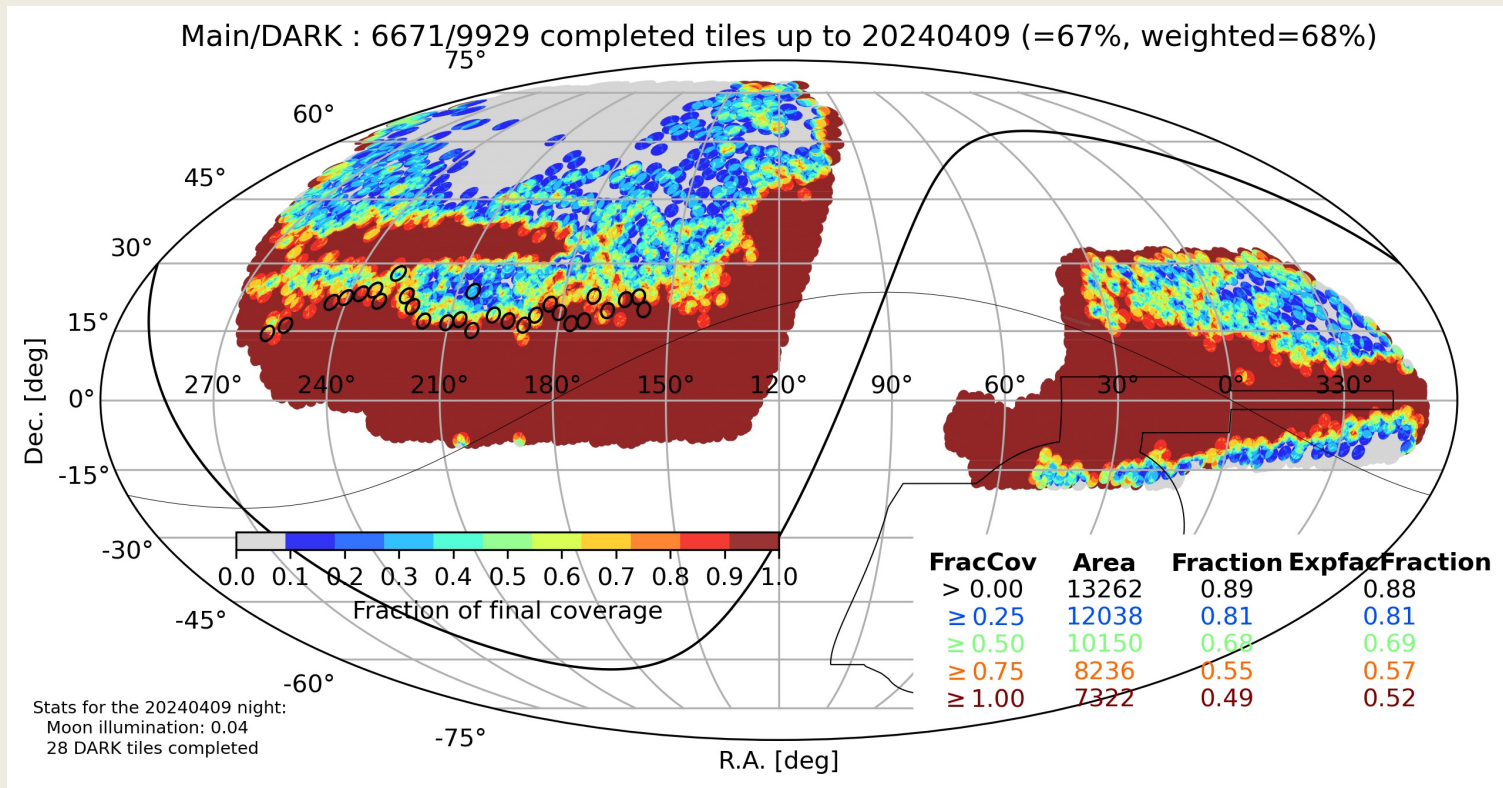 Main/DARK : 6671/9929 completed tiles up to 20240409 (=67%, weighted=68%)
75°
60°
45°
30°
15°
0°
-15°
-30°
-45°
-60°
-75°
Dec. [deg]
270° 240° 210° 180° 150° 120° 90° 60° 30° 0° 330°
0.0 0.1 0.2 0.3 0.4 0.5 0.6 0.7 0.8 0.9 1.0
Fraction of final coverage
FracCov Area Fraction ExpfacFraction
> 0.00 13262 0.89 0.88
≥ 0.25 12038 0.81 0.81
≥ 0.50 10150 0.68 0.69
≥ 0.75 8236 0.55 0.57
≥ 1.00 7322 0.49 0.52
Stats for the 20240409 night:
Moon illumination: 0.04
28 DARK tiles completed
R.A. [deg]